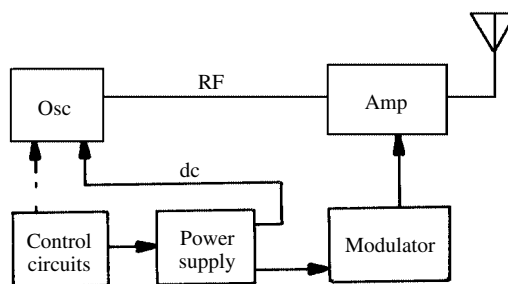 RF
Osc
Amp
dc
Control
circuits
Power
supply
Modulator